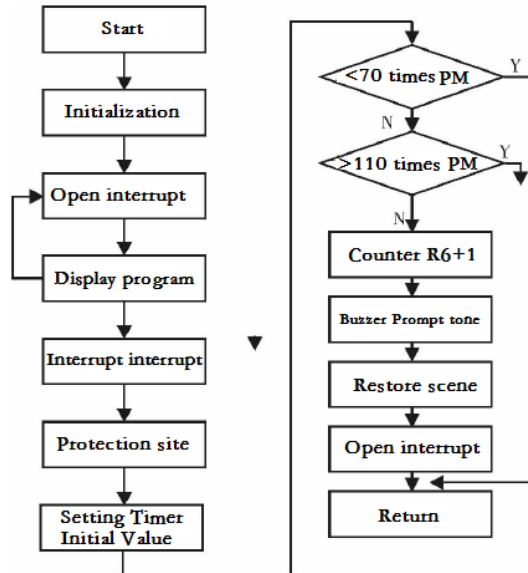 Start
Initialization
Open interrupt
Display program
Interrupt interrupt
Protection site
Setting Timer
Initial Value
<70 times PM
Y
N
>110 times PM
Y
N
Counter R6+1
Buzzer Prompt tone
Restore scene
Open interrupt
Return